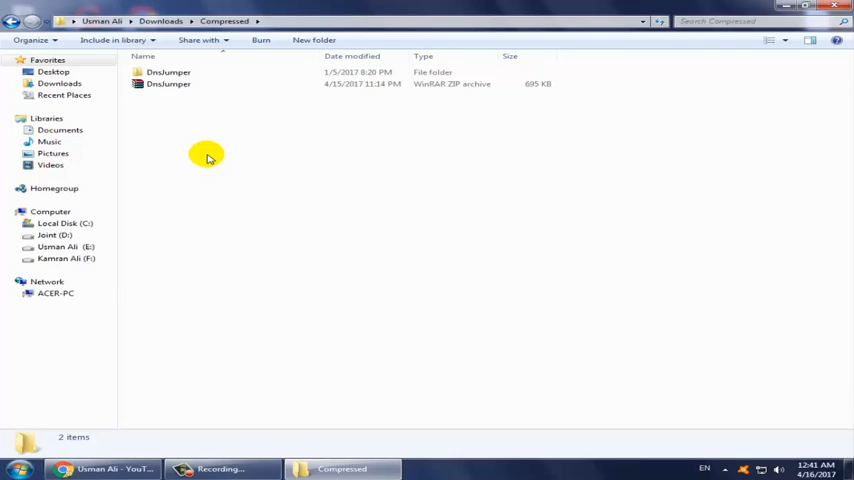 Usman Ali ▸ Downloads ▸ Compressed ▸
Search Compressed
Organize Include in library Share with Burn New folder
Favorites
Desktop
Downloads
Recent Places
Libraries
Documents
Music
Pictures
Videos
Homegroup
Computer
Local Disk (C:)
Joint (D:)
Usman Ali (E:)
Kamran Ali (F:)
Network
ACER-PC
Name Date modified Type Size
DnsJumper 1/5/2017 8:20 PM File folder
DnsJumper 4/15/2017 11:14 PM WinRAR ZIP archive 695 KB
2 items
Usman Ali - YouT... Recording... Compressed
EN
12:41 AM
4/16/2017